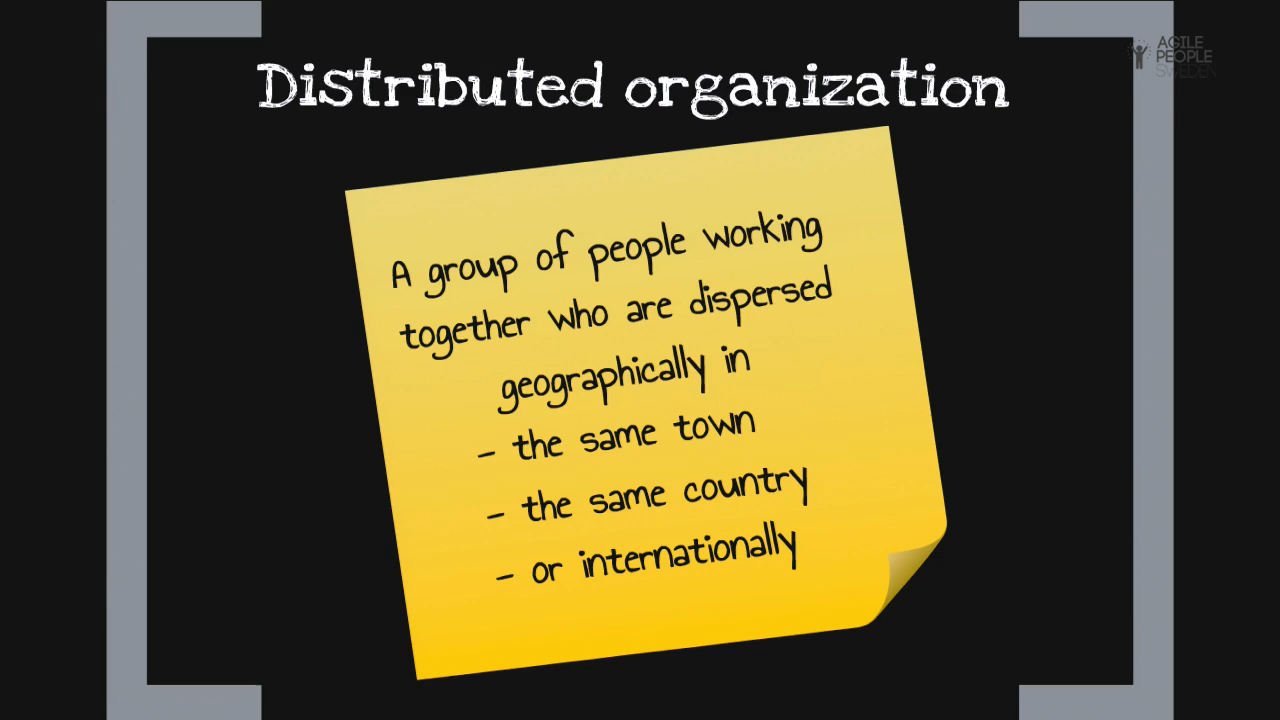 Distributed organization
AGILE
PEOPLE
SWEDEN
A group of people working
together who are dispersed
geographically in
- the same town
- the same country
- or internationally